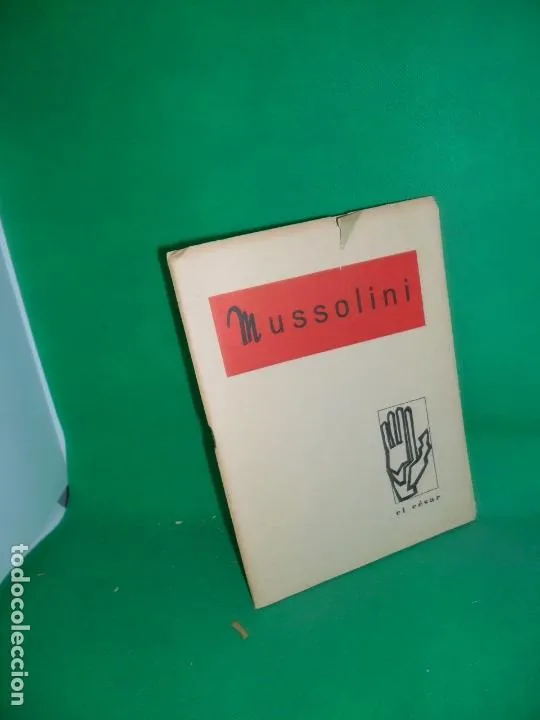 Mussolini
el césar
todocoleccion